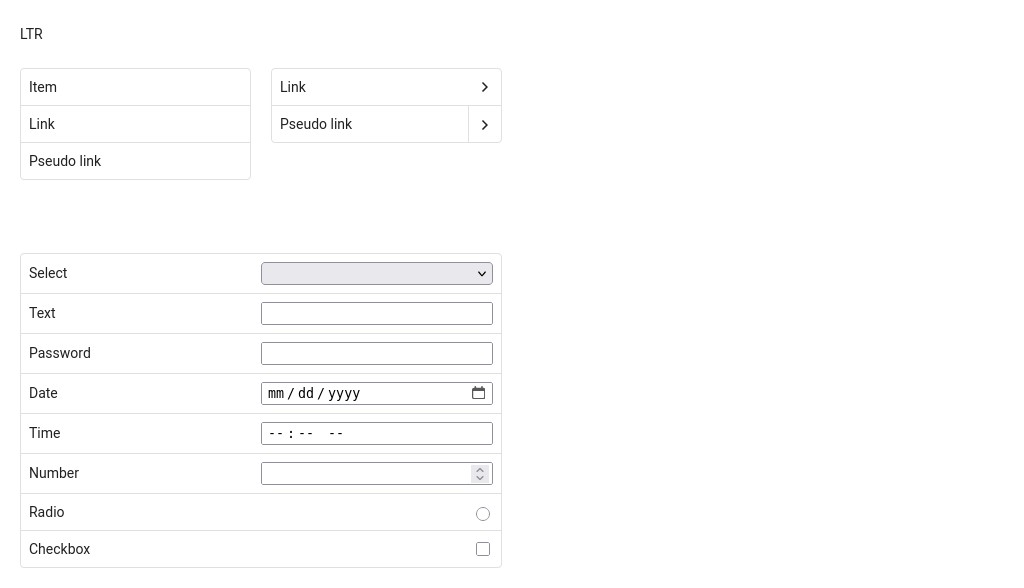 LTR
Item
Link
Pseudo link
Link
Pseudo link
Select
Text
Password
Date mm/dd/yyyy
Time --:-- --
Number
Radio
Checkbox